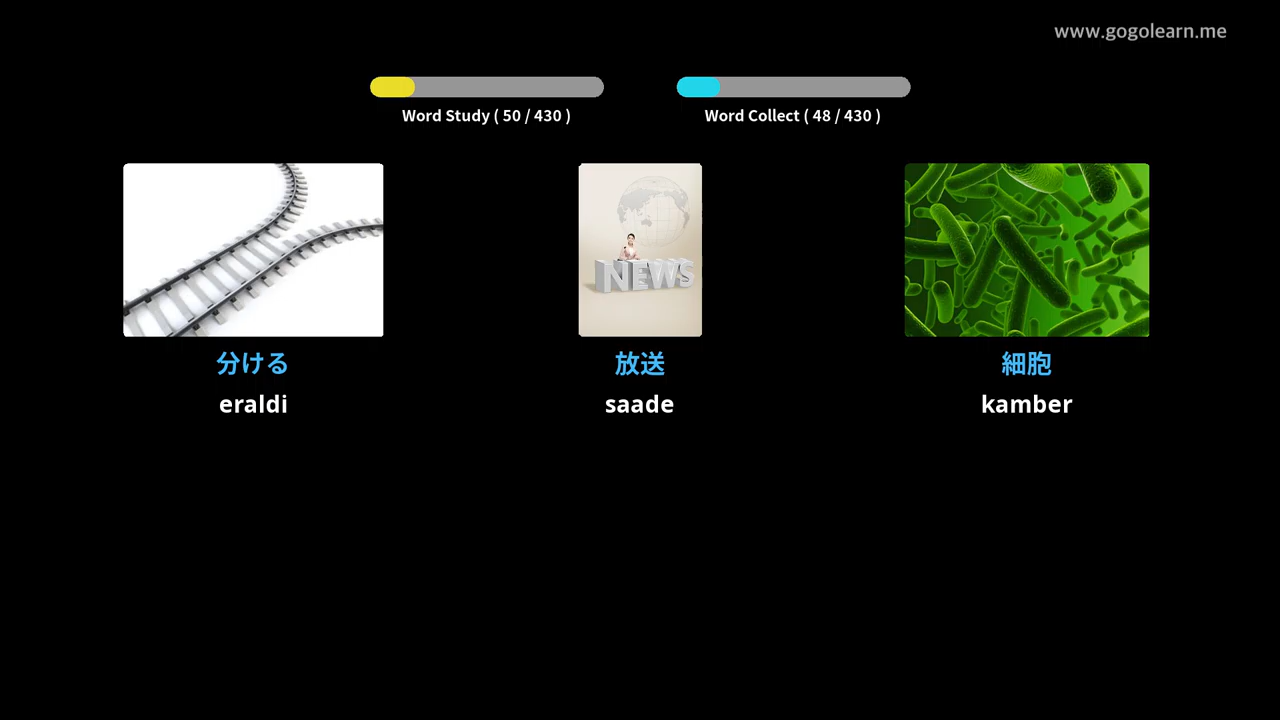 www.gogolearn.me
Word Study ( 50 / 430 )
Word Collect ( 48 / 430 )
NEWS
分ける
放送
細胞
eraldi
saade
kamber